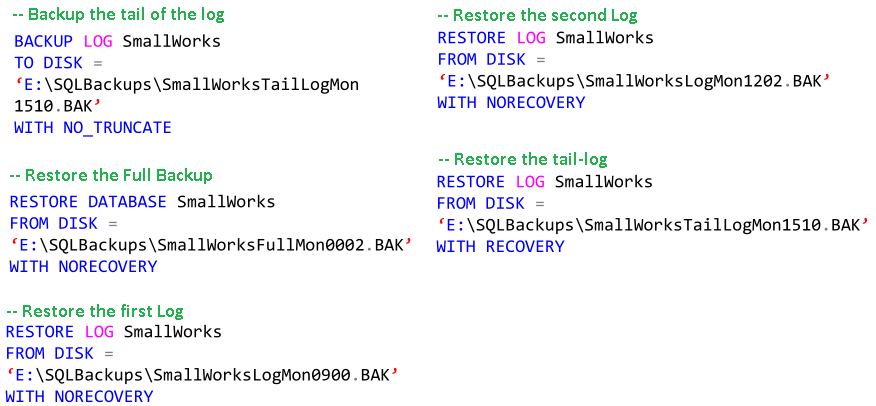 -- Backup the tail of the log
BACKUP LOG SmallWorks
TO DISK =
‘E:\SQLBackups\SmallWorksTailLogMon
1510.BAK’
WITH NO_TRUNCATE
-- Restore the Full Backup
RESTORE DATABASE SmallWorks
FROM DISK =
‘E:\SQLBackups\SmallWorksFullMon0002.BAK’
WITH NORECOVERY
-- Restore the first Log
RESTORE LOG SmallWorks
FROM DISK =
‘E:\SQLBackups\SmallWorksLogMon0900.BAK’
WITH NORECOVERY
-- Restore the second Log
RESTORE LOG SmallWorks
FROM DISK =
‘E:\SQLBackups\SmallWorksLogMon1202.BAK’
WITH NORECOVERY
-- Restore the tail-log
RESTORE LOG SmallWorks
FROM DISK =
‘E:\SQLBackups\SmallWorksTailLogMon1510.BAK’
WITH RECOVERY